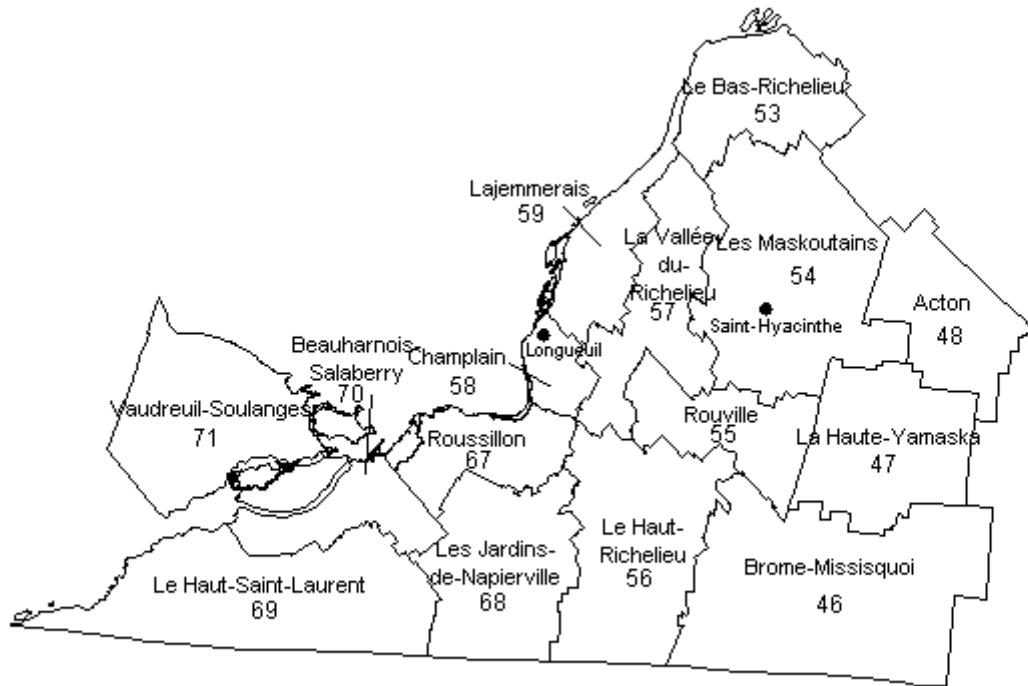 Le Bas-Richelieu
53
Lajemmerais
59
La Vallée-
du-
Richelieu
57
Les Maskoutains
54
Saint-Hyacinthe
Acton
48
Longueuil
Champlain
58
Beauharnois-
Salaberry
70
Vaudreuil-Soulanges
71
Roussillon
67
Rouville
55
La Haute-Yamaska
47
Le Haut-
Richelieu
56
Les Jardins-
de-Napierville
68
Le Haut-Saint-Laurent
69
Brome-Missisquoi
46